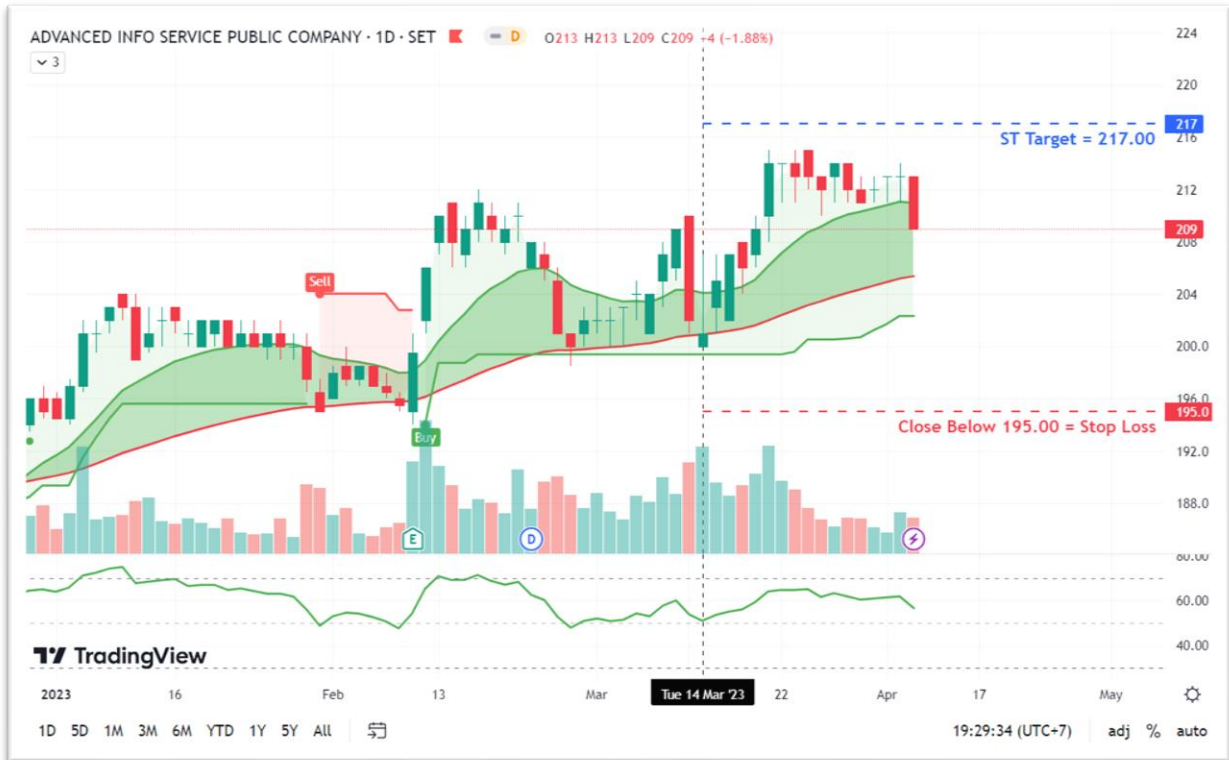 ADVANCED INFO SERVICE PUBLIC COMPANY · 1D · SET D O213 H213 L209 C209 -4 (-1.88%)
3
224
220
217
216
ST Target = 217.00
212
209
208
Sell
204
200.0
196.0
195.0
Close Below 195.00 = Stop Loss
Buy
192.0
188.0
E D
80.00
60.00
40.00
TradingView
2023 16 Feb 13 Mar Tue 14 Mar '23 22 Apr 17 May
1D 5D 1M 3M 6M YTD 1Y 5Y All 19:29:34 (UTC+7) adj % auto